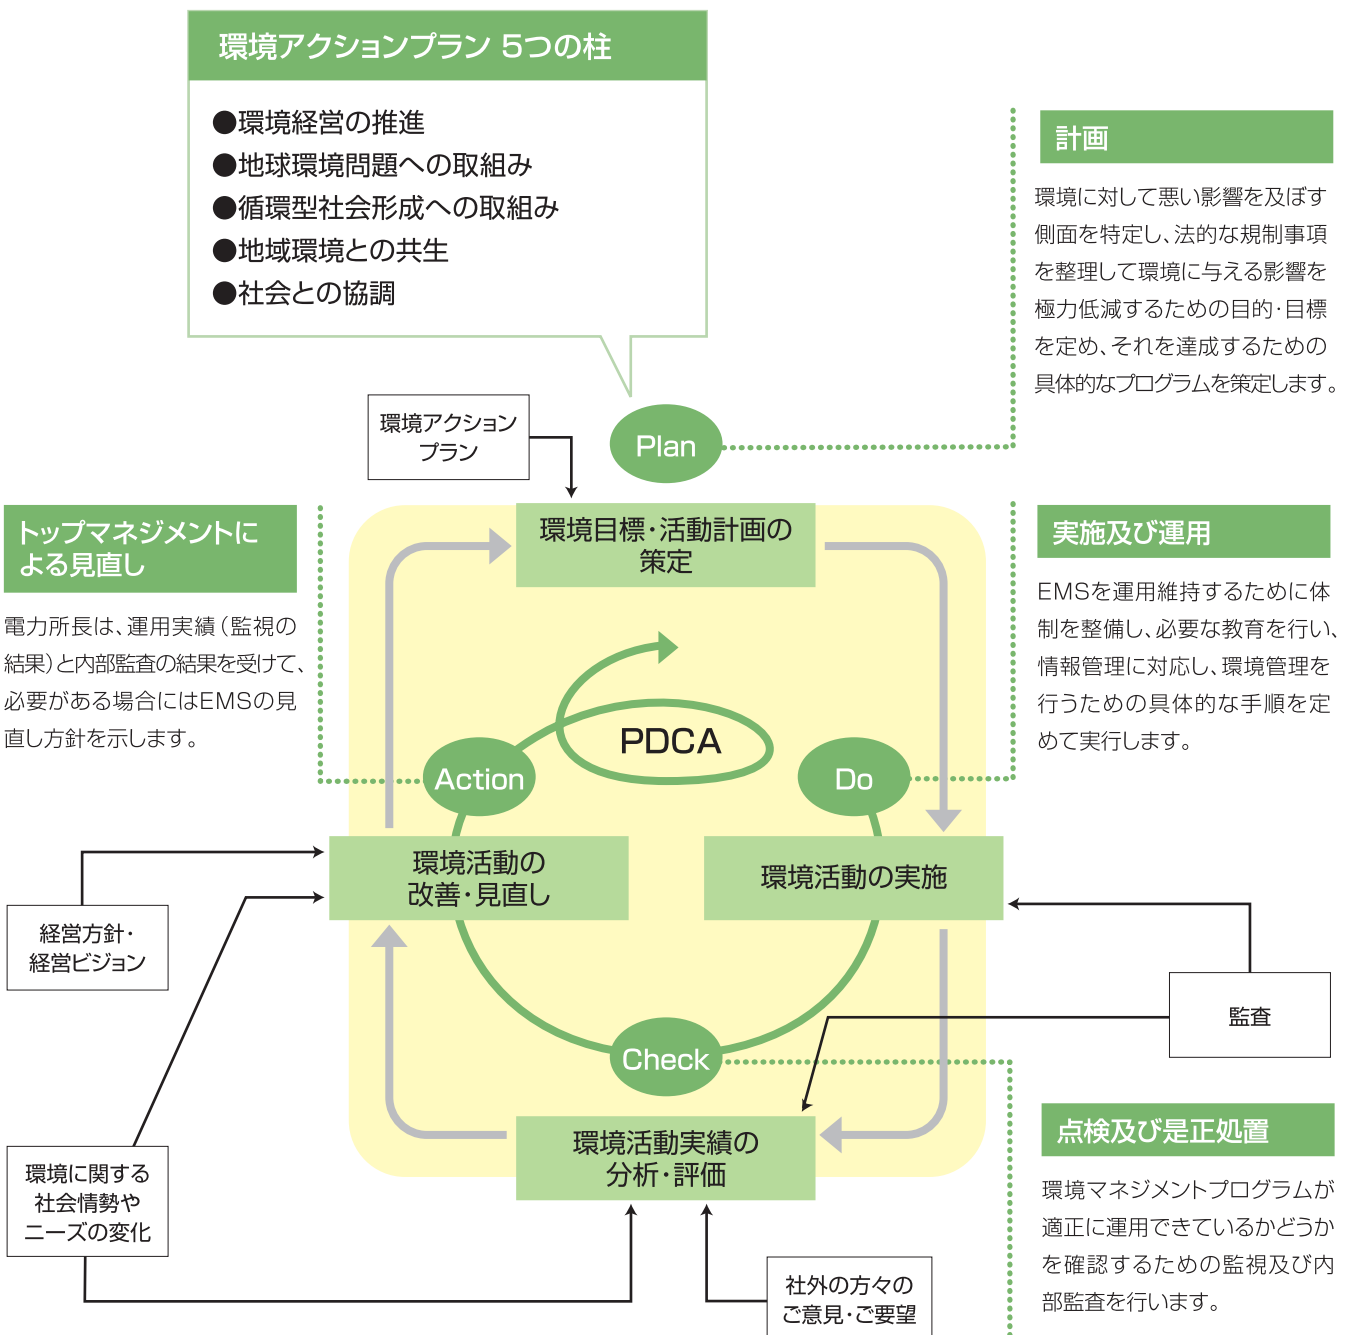 環境アクションプラン 5つの柱
●環境経営の推進
●地球環境問題への取組み
●循環型社会形成への取組み
●地域環境との共生
●社会との協調
計画
環境に対して悪い影響を及ぼす
側面を特定し、法的な規制事項
を整理して環境に与える影響を
極力低減するための目的・目標
を定め、それを達成するための
具体的なプログラムを策定します。
環境アクション
プラン
Plan
環境目標・活動計画の
策定
トップマネジメントに
よる見直し
電力所長は、運用実績（監視の
結果）と内部監査の結果を受けて、
必要がある場合にはEMSの見
直し方針を示します。
実施及び運用
EMSを運用維持するために体
制を整備し、必要な教育を行い、
情報管理に対応し、環境管理を
行うための具体的な手順を定
めて実行します。
PDCA
Action
Do
環境活動の
改善・見直し
環境活動の実施
経営方針・
経営ビジョン
監査
Check
環境活動実績の
分析・評価
点検及び是正処置
環境マネジメントプログラムが
適正に運用できているかどうか
を確認するための監視及び内
部監査を行います。
環境に関する
社会情勢や
ニーズの変化
社外の方々の
ご意見・ご要望